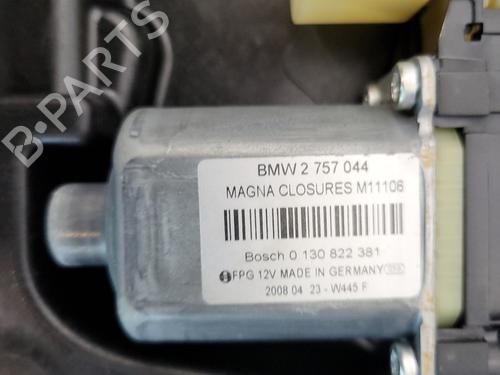 BMW 2 757 044
MAGNA CLOSURES M11106
Bosch 0 130 822 381
FPG 12V MADE IN GERMANY
2008 04 23 - W445 F
B-PARTS